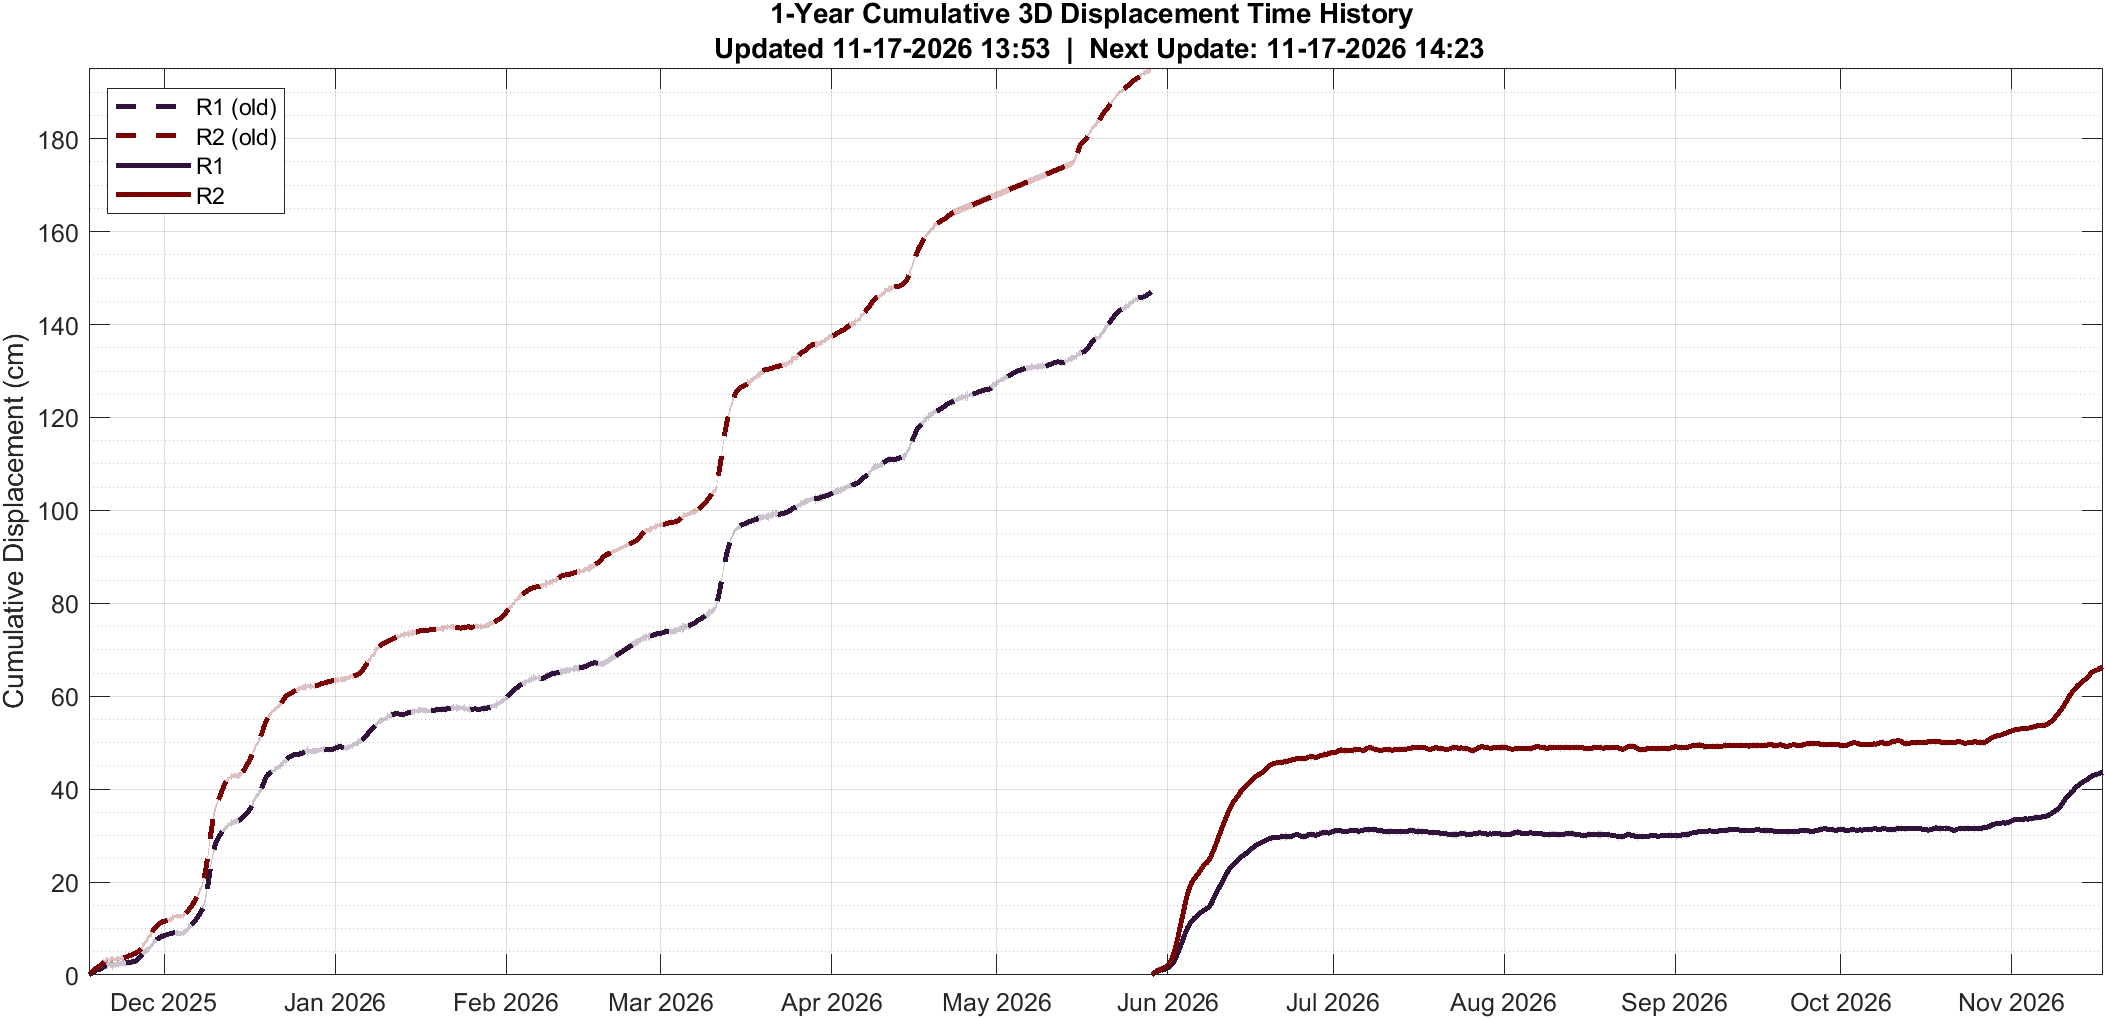 1-Year Cumulative 3D Displacement Time History
Updated 11-17-2026 13:53 | Next Update: 11-17-2026 14:23
R1 (old)
R2 (old)
R1
R2
Cumulative Displacement (cm)
180
160
140
120
100
80
60
40
20
0
Dec 2025 Jan 2026 Feb 2026 Mar 2026 Apr 2026 May 2026 Jun 2026 Jul 2026 Aug 2026 Sep 2026 Oct 2026 Nov 2026